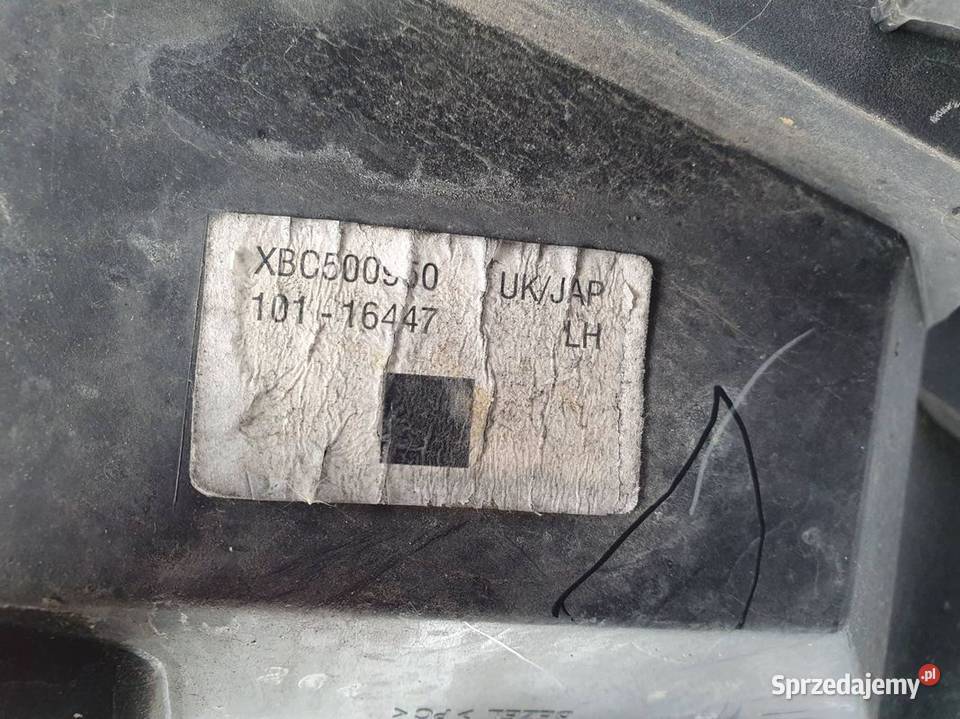 XBC500950 UK/JAP
101-16447 LH
Sprzedajemy.pl